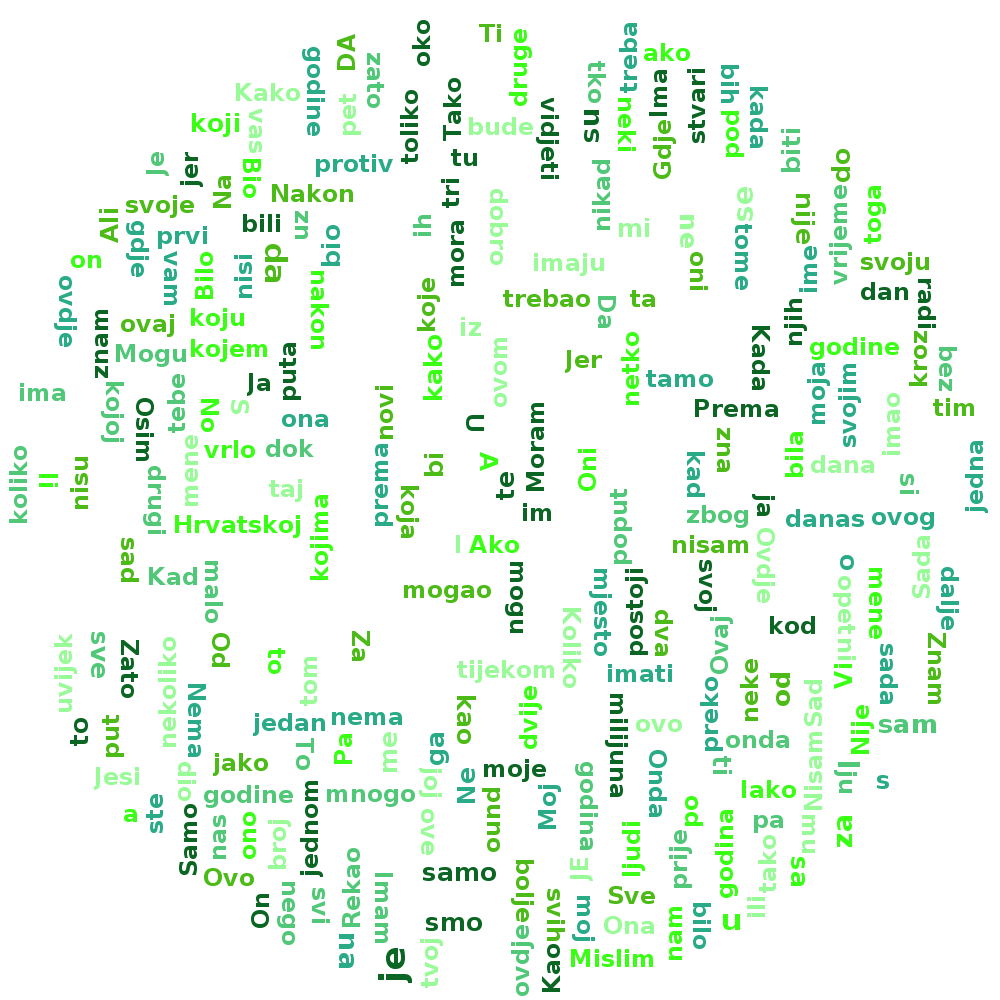 Ti
oko
DA
druge
treba
ako
godine
zato
tko
Ima
stvari
bih
Kako
pet
toliko
Tako
bude
vidjeti
su
neki
Gdje
pod
kada
koji
vas
biti
Je
jer
Bio
protiv
tu
do
Na
Nakon
tri
nikad
svoje
Ali
bili
zn
ih
mora
dobro
mi
ne
se
nije
vrijeme
toga
gdje
prvi
bio
oni
tome
ime
on
vam
Bilo
nisi
da
imaju
svoju
ovdje
nakon
koje
trebao
Da
ta
njih
dan
radi
znam
ovaj
koju
iz
Mogu
kojem
puta
kako
ovom
Jer
netko
Kada
godine
kroz
bez
ima
kojoj
Ja
tamo
moja
svojim
tebe
Osim
No
S
ona
novi
U
Moram
Prema
imao
tim
vrlo
dok
bi
A
Oni
zna
bila
dana
koliko
li
nisu
drugi
mene
taj
prema
te
kad
si
jedna
koja
im
poput
zbog
ja
danas
ovog
Hrvatskoj
kojima
I
Ako
nisam
Ovdje
Sada
sad
Kad
malo
mogao
mogu
mjesto
postoji
svoj
o
opet
mene
dalje
Koliko
dva
kod
uvijek
sve
Zato
nekoliko
Od
to
Za
tom
tijekom
imati
Ovaj
neke
od
uni
Vi
sada
Znam
to
put
Nema
jedan
nema
kao
dvije
milijuna
ovo
preko
Sad
Nije
sam
To
Pa
me
ga
onda
Jesi
dio
jako
joj
Ne
moje
godina
Onda
ti
Nisam
njij
s
a
ste
godine
mnogo
Moj
lako
po
Samo
nas
ono
broj
jednom
ove
ljudi
prije
godina
pa
za
Ovo
samo
JE
tako
sa
On
nego
svi
Rekao
Imam
bolje
svih
Sve
ili
smo
moj
Ona
nam
bilo
u
na
je
tvoj
ovdje
Kao
Mislim